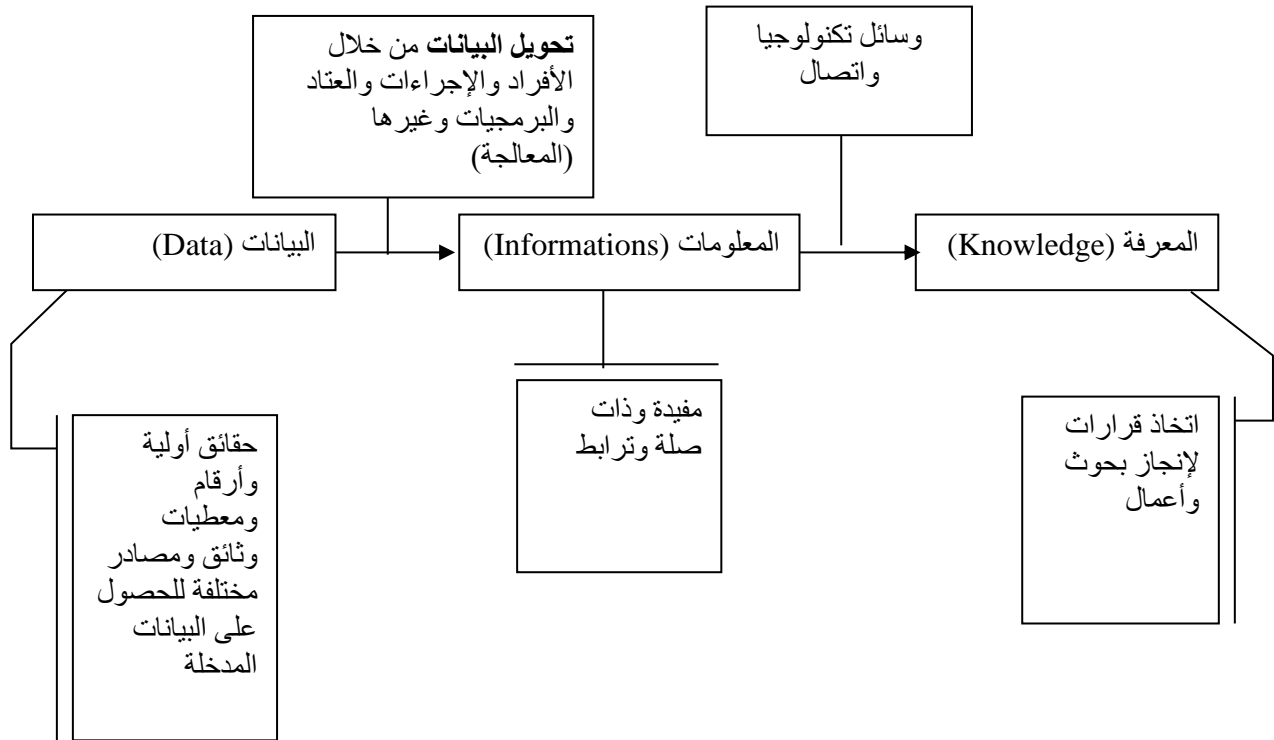 تحويل البيانات من خلال
الأفراد والإجراءات والعتاد
والبرمجيات وغيرها
(المعالجة)
وسائل تكنولوجيا
واتصال
البيانات (Data)
المعلومات (Informations)
المعرفة (Knowledge)
حقائق أولية
وأرقام
ومعطيات
وثائق ومصادر
مختلفة للحصول
على البيانات
المدخلة
مفيدة وذات
صلة وترابط
اتخاذ قرارات
لإنجاز بحوث
وأعمال